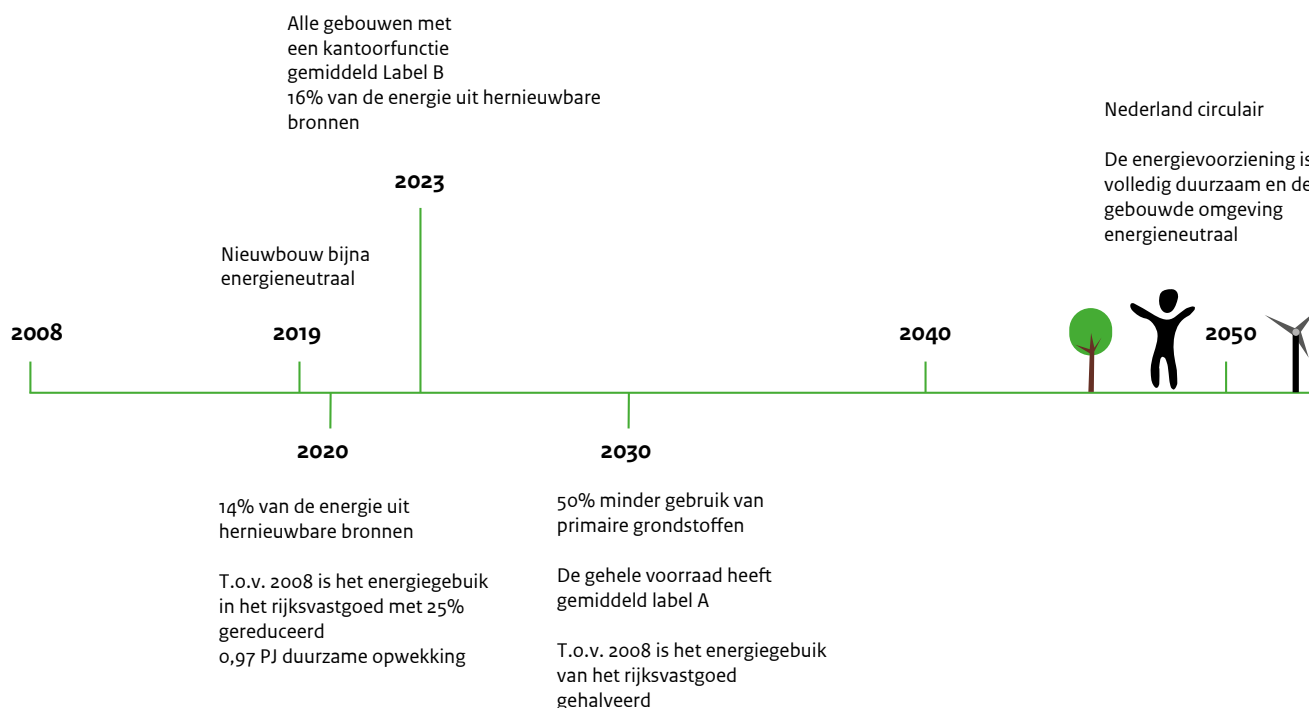 Alle gebouwen met
een kantoorfunctie
gemiddeld Label B
16% van de energie uit hernieuwbare
bronnen
2023
Nieuwbouw bijna
energieneutraal
Nederland circulair
De energievoorziening is
volledig duurzaam en de
gebouwde omgeving
energieneutraal
2008
2019
2040
2050
2020
14% van de energie uit
hernieuwbare bronnen
T.o.v. 2008 is het energiegebuik
in het rijksvastgoed met 25%
gereduceerd
0,97 PJ duurzame opwekking
2030
50% minder gebruik van
primaire grondstoffen
De gehele voorraad heeft
gemiddeld label A
T.o.v. 2008 is het energiegebuik
van het rijksvastgoed
gehalveerd